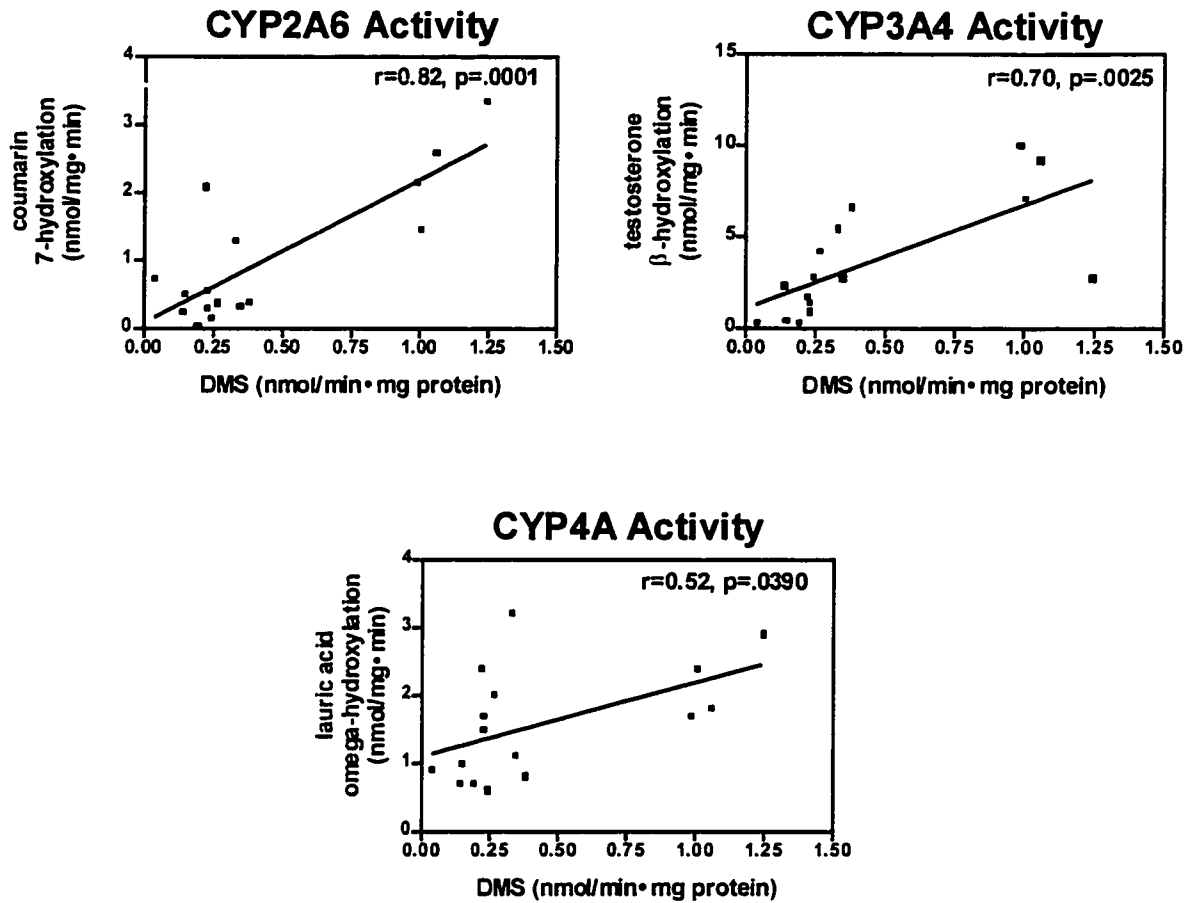 CYP2A6 Activity
4
3
2
1
0
r=0.82, p=.0001
coumarin
7-hydroxylation
(nmol/mg•min)
0.00 0.25 0.50 0.75 1.00 1.25 1.50
DMS (nmol/min•mg protein)
CYP3A4 Activity
15
10
5
0
r=0.70, p=.0025
testosterone
β-hydroxylation
(nmol/mg•min)
0.00 0.25 0.50 0.75 1.00 1.25 1.50
DMS (nmol/min•mg protein)
CYP4A Activity
4
3
2
1
0
r=0.52, p=.0390
lauric acid
omega-hydroxylation
(nmol/mg•min)
0.00 0.25 0.50 0.75 1.00 1.25 1.50
DMS (nmol/min•mg protein)